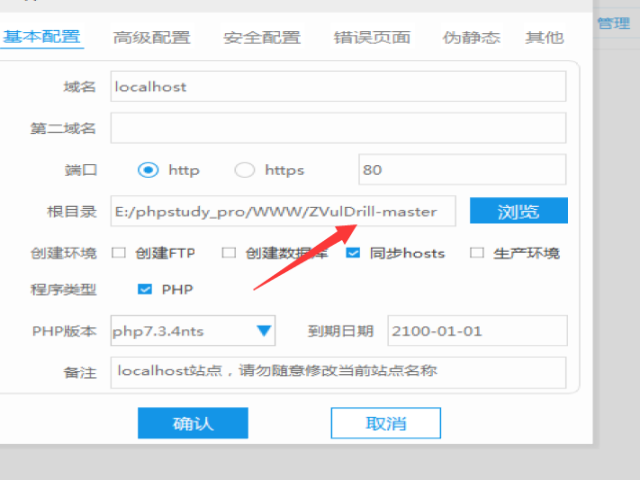 管理
基本配置 高级配置 安全配置 错误页面 伪静态 其他
域名 localhost
第二域名
端口 http https 80
根目录 E:/phpstudy_pro/WWW/ZVulDrill-master 浏览
创建环境 创建FTP 创建数据库 同步hosts 生产环境
程序类型 PHP
PHP版本 php7.3.4nts 到期日期 2100-01-01
备注 localhost站点，请勿随意修改当前站点名称
确认 取消